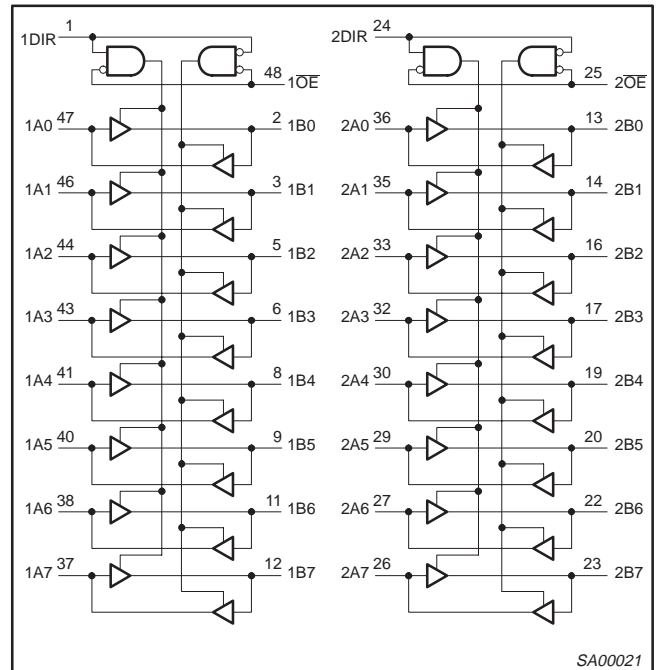 1DIR 1 2DIR 24
48 1O̅E̅ 25 2O̅E̅
1A0 47 2 1B0 2A0 36 13 2B0
1A1 46 3 1B1 2A1 35 14 2B1
1A2 44 5 1B2 2A2 33 16 2B2
1A3 43 6 1B3 2A3 32 17 2B3
1A4 41 8 1B4 2A4 30 19 2B4
1A5 40 9 1B5 2A5 29 20 2B5
1A6 38 11 1B6 2A6 27 22 2B6
1A7 37 12 1B7 2A7 26 23 2B7
SA00021